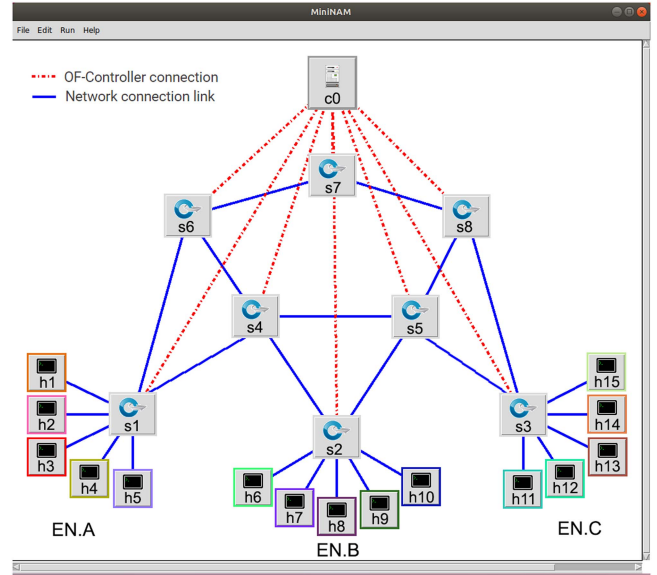 MiniNAM
File Edit Run Help
OF-Controller connection
Network connection link
c0
s7
s6
s8
s4
s5
h1
h15
s1
s3
h2
h14
s2
h3
h13
h4
h5
h6
h7
h8
h9
h10
h11
h12
EN.A
EN.B
EN.C